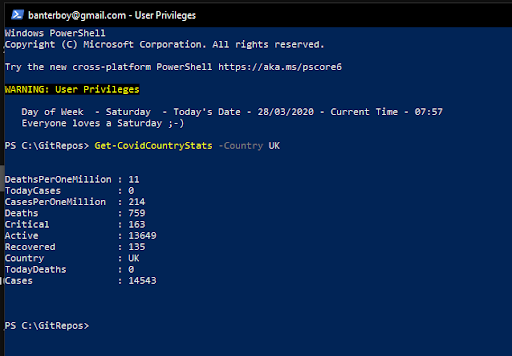 banterboy@gmail.com - User Privileges
Windows PowerShell
Copyright (C) Microsoft Corporation. All rights reserved.
Try the new cross-platform PowerShell https://aka.ms/pscore6
WARNING: User Privileges
Day of Week  - Saturday  - Today's Date - 28/03/2020 - Current Time - 07:57
Everyone loves a Saturday ;-)
PS C:\GitRepos> Get-CovidCountryStats -Country UK
DeathsPerOneMillion : 11
TodayCases          : 0
CasesPerOneMillion  : 214
Deaths              : 759
Critical            : 163
Active              : 13649
Recovered           : 135
Country             : UK
TodayDeaths         : 0
Cases               : 14543
PS C:\GitRepos>